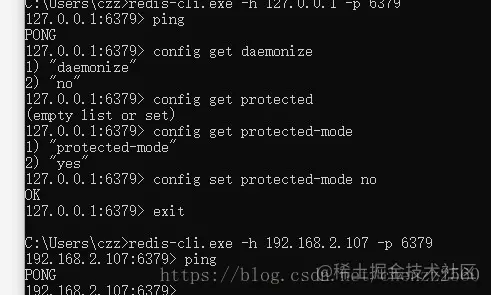 C:\Users\czz>redis-cli.exe -h 127.0.0.1 -p 6379
127.0.0.1:6379> ping
PONG
127.0.0.1:6379> config get daemonize
1) "daemonize"
2) "no"
127.0.0.1:6379> config get protected
(empty list or set)
127.0.0.1:6379> config get protected-mode
1) "protected-mode"
2) "yes"
127.0.0.1:6379> config set protected-mode no
OK
127.0.0.1:6379> exit
C:\Users\czz>redis-cli.exe -h 192.168.2.107 -p 6379
192.168.2.107:6379> ping
PONG
192.168.2.107:6379>
https://blog.csdn.net/
@稀土掘金技术社区